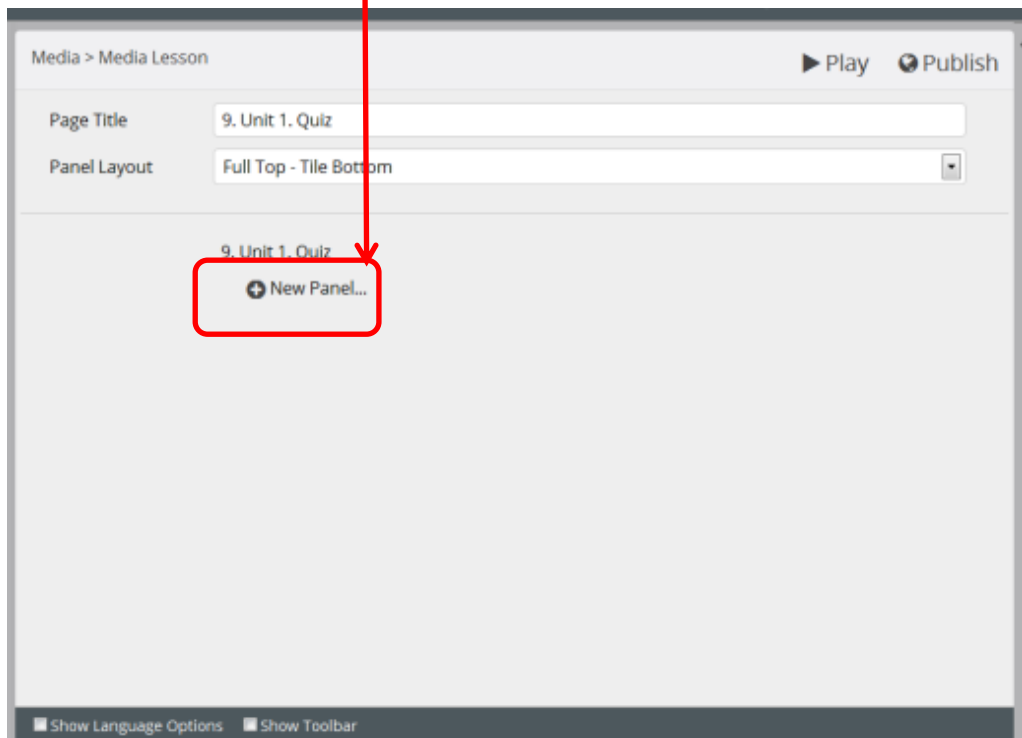 Media > Media Lesson
Play Publish
Page Title 9. Unit 1. Quiz
Panel Layout Full Top - Tile Bottom
9. Unit 1. Quiz
New Panel...
Show Language Options Show Toolbar